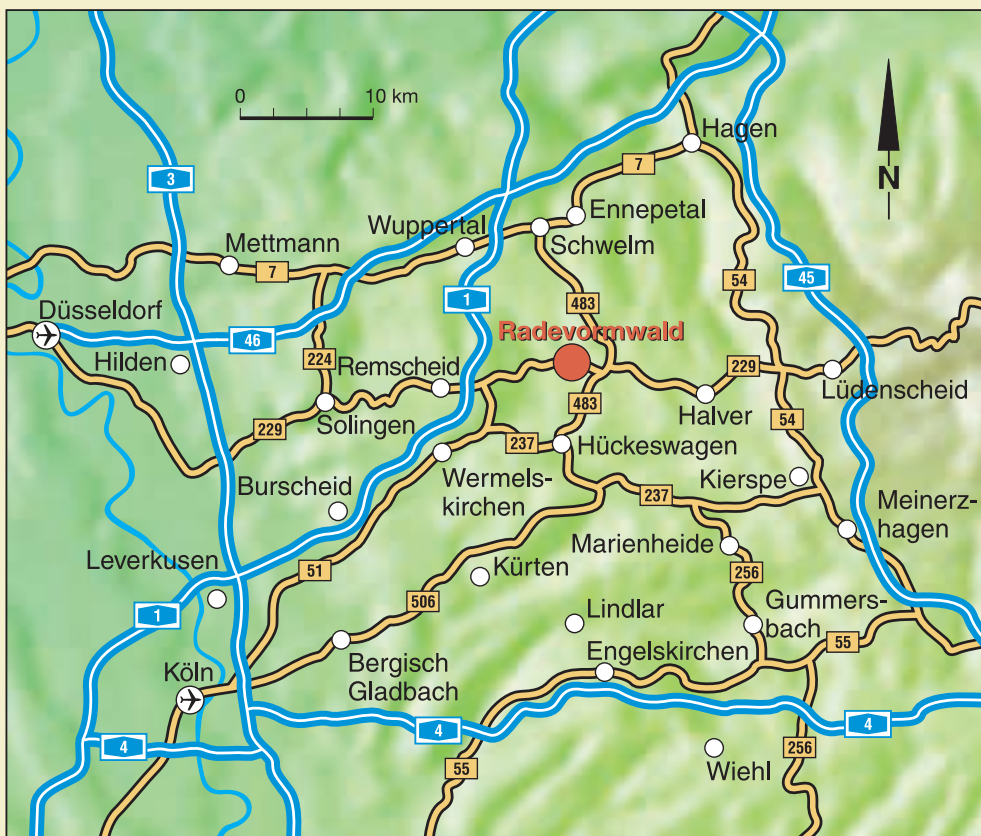 0 10 km
Hagen
3
7
N
Ennepetal
Wuppertal
Schwelm
Mettmann
7
54
45
1
483
Düsseldorf
46
Radevormwald
Hilden
224
Remscheid
229
Lüdenscheid
Halver
483
54
Solingen
229
237
Hückeswagen
Wermels-
kirchen
Kierspe
Burscheid
237
Meinerz-
hagen
Leverkusen
Marienheide
51
Kürten
256
506
1
Lindlar
Gummers-
bach
55
Köln
Bergisch
Gladbach
Engelskirchen
4
4
4
256
55
Wiehl